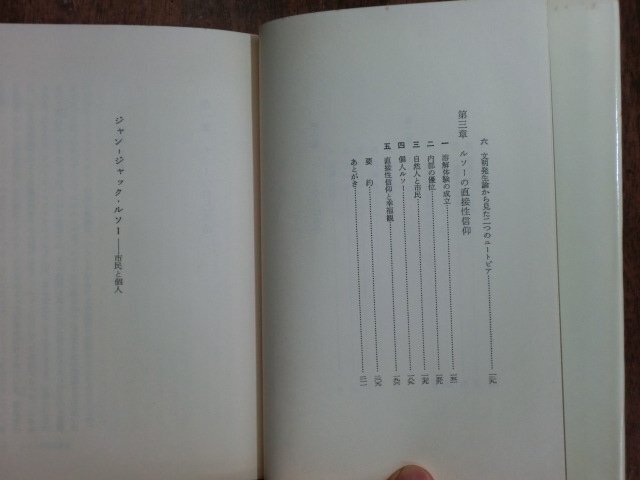 六 文明発生論から見た二つのユートピア
第三章 ルソーの直接性信仰
一 溶解体験の成立
二 内部の優位
三 自然人と市民
四 個人ルソー
五 直接性信仰と幸福観
要約
あとがき
ジャン-ジャック・ルソー——市民と個人